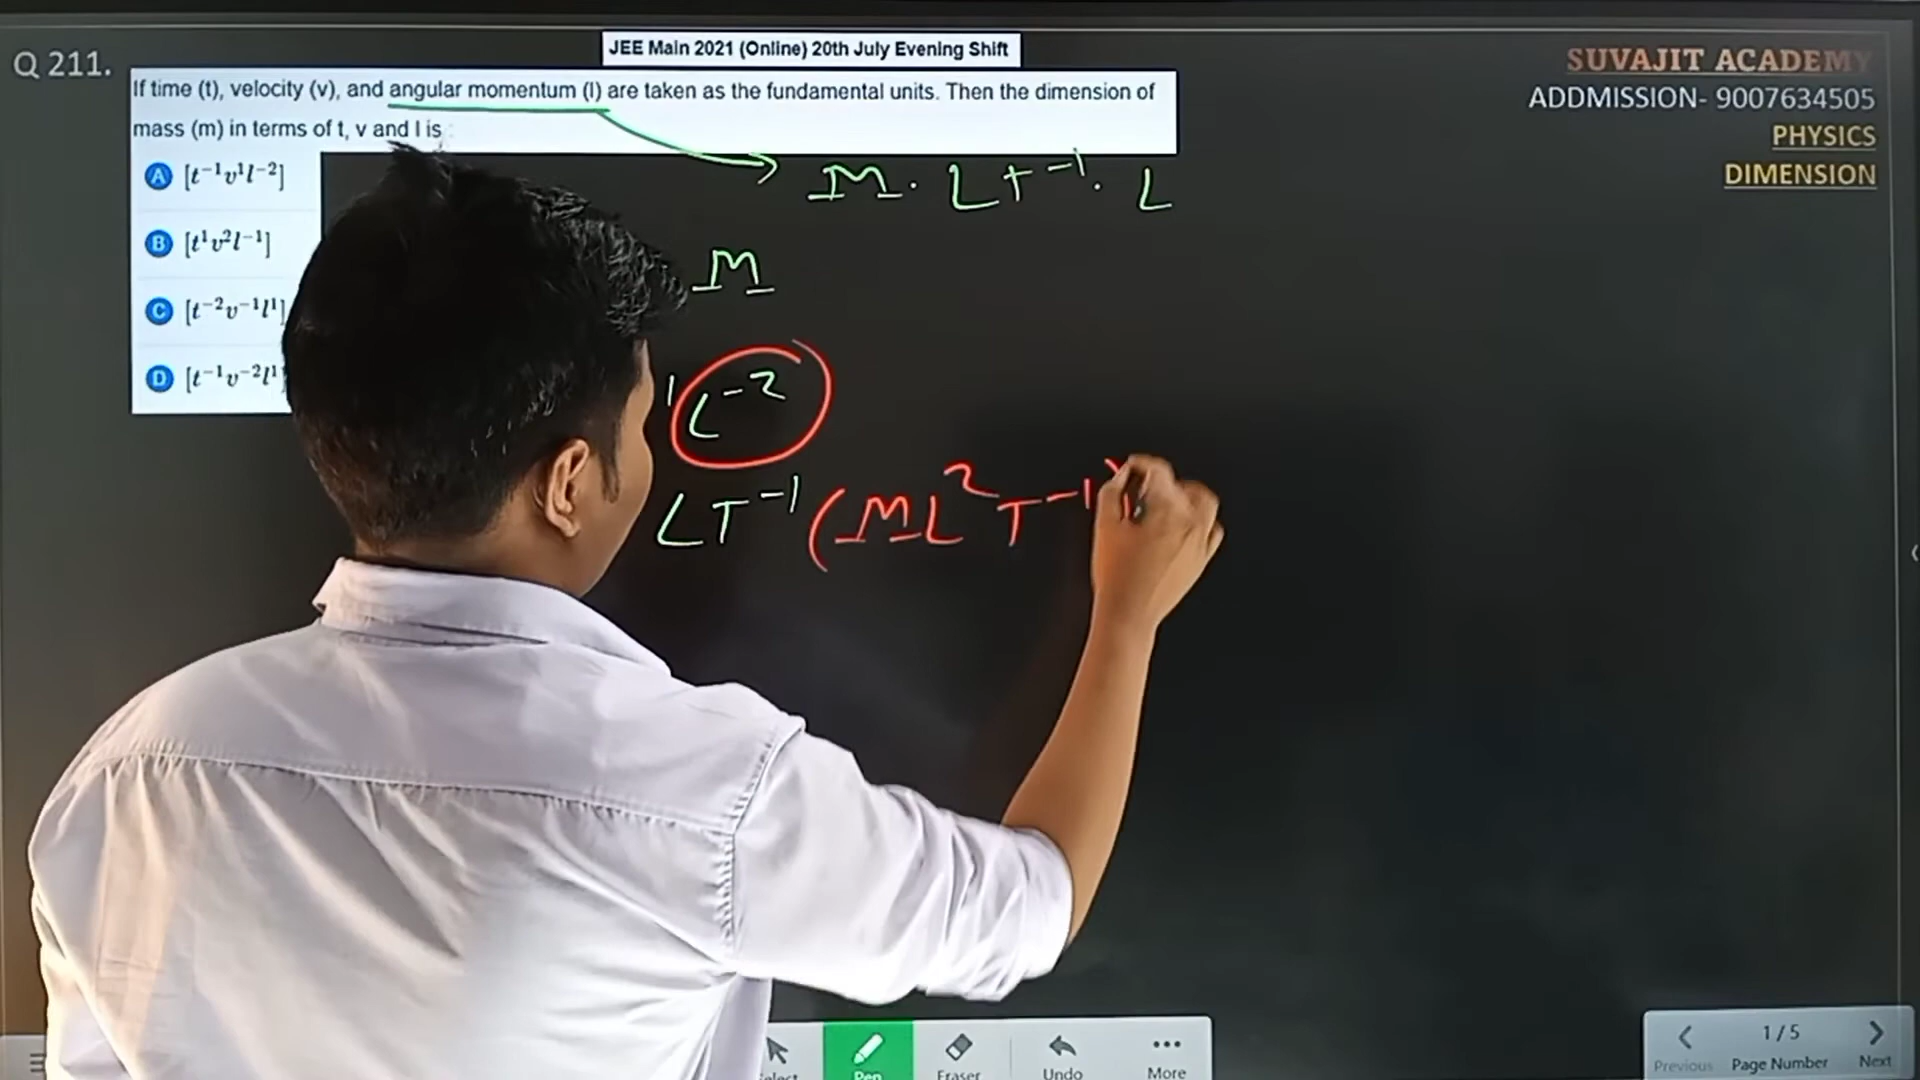 Q 211.
JEE Main 2021 (Online) 20th July Evening Shift
SUVAJIT ACADEMY
ADDMISSION- 9007634505
PHYSICS
DIMENSION
If time (t), velocity (v), and angular momentum (l) are taken as the fundamental units. Then the dimension of
mass (m) in terms of t, v and l is :
A [t⁻¹v¹l⁻²]
B [t¹v²l⁻¹]
C [t⁻²v⁻¹l¹]
D [t⁻¹v⁻²l¹]
M · LT⁻¹ · L
M
L⁻²
LT⁻¹ (ML²T⁻¹)
Pen
Eraser
Undo
More
Previous
1/5
Page Number
Next